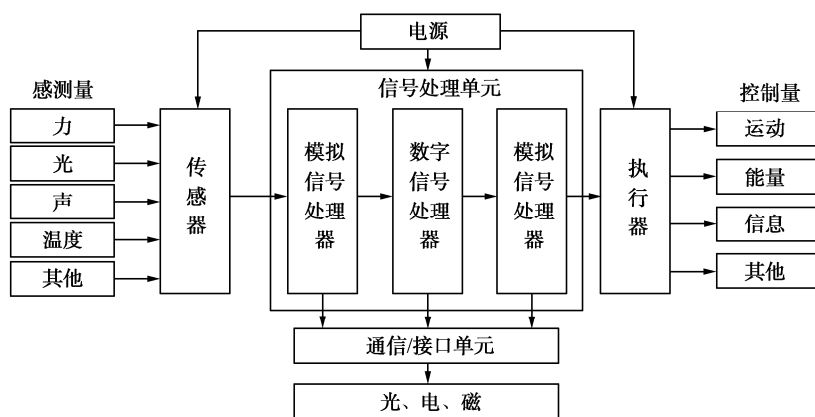 电源
信号处理单元
感测量
力
光
声
温度
其他
传感器
模拟信号处理器
数字信号处理器
模拟信号处理器
执行器
控制量
运动
能量
信息
其他
通信/接口单元
光、电、磁